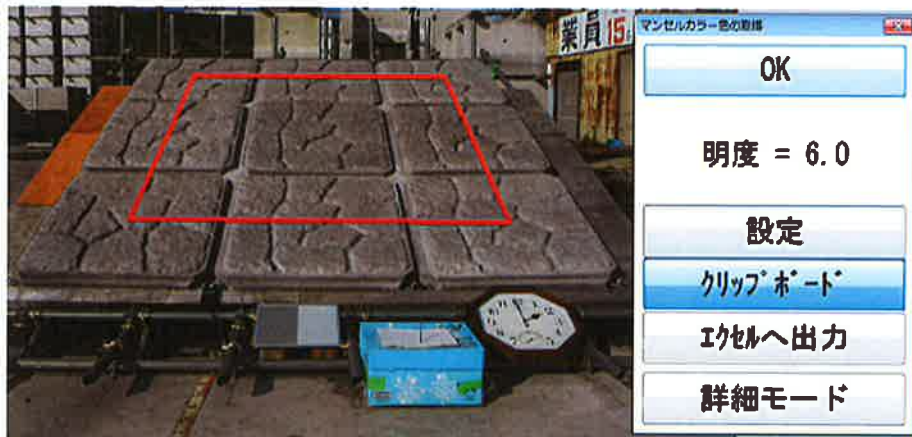 業員15
マンセルカラー色の取得
OK
明度 = 6.0
設定
クリップボード
エクセルへ出力
詳細モード